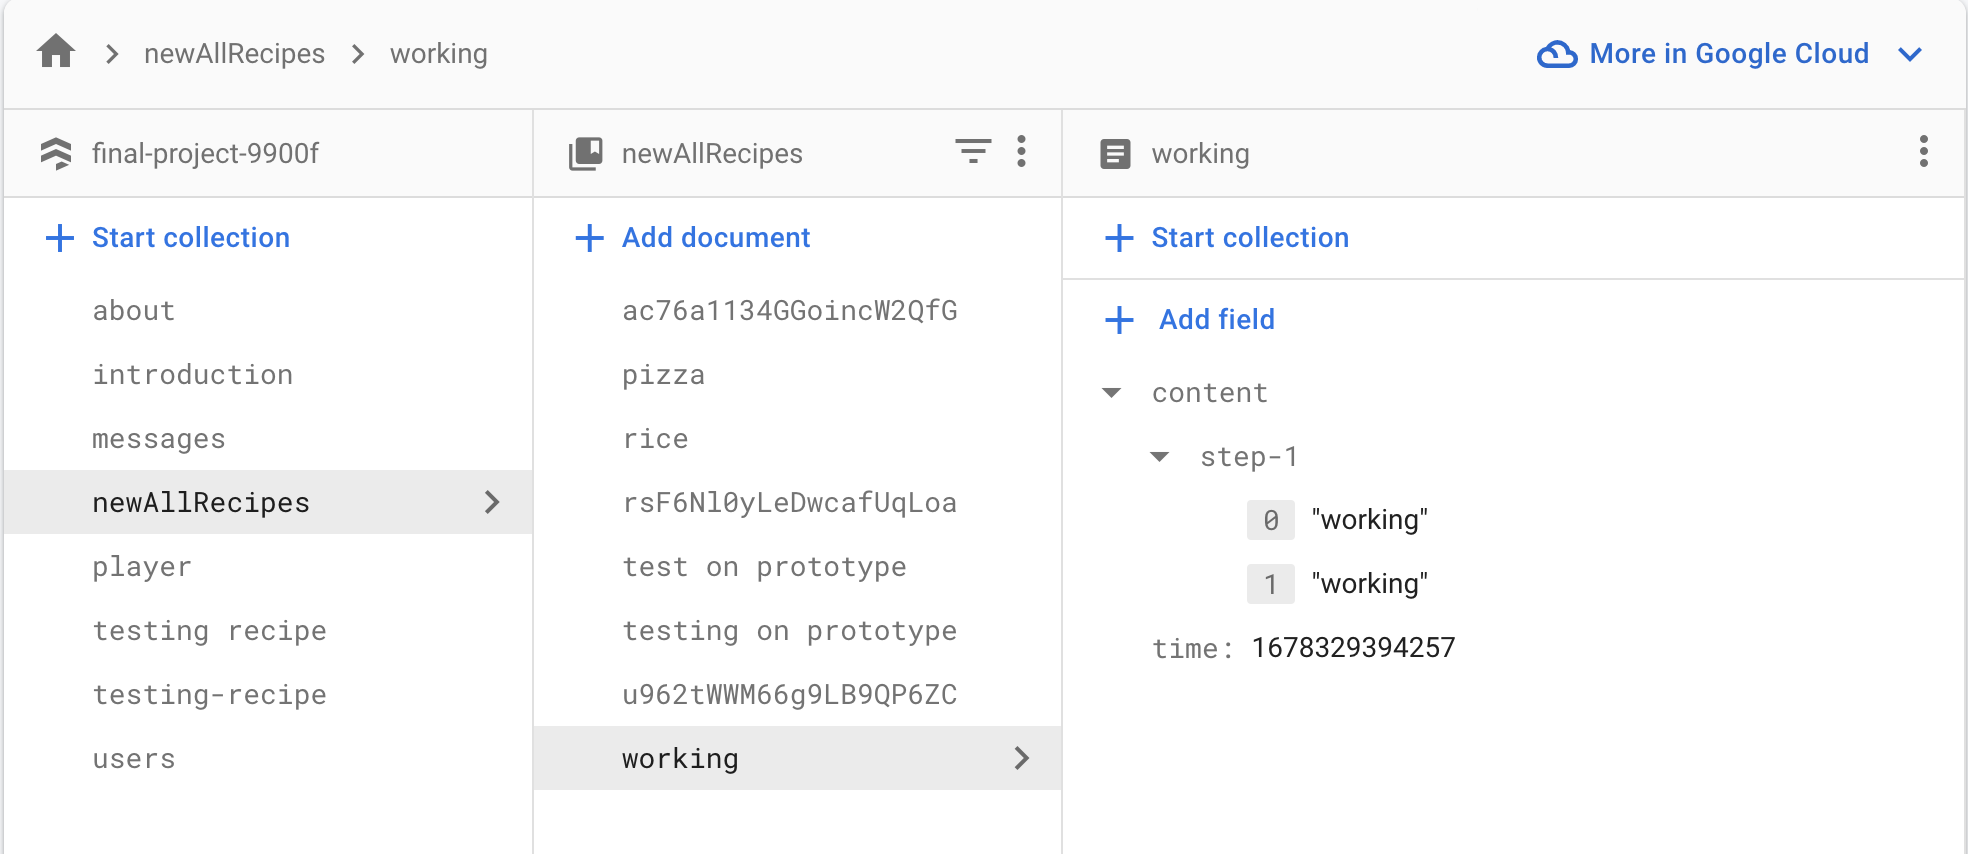 newAllRecipes > working
More in Google Cloud
final-project-9900f
Start collection
about
introduction
messages
newAllRecipes
player
testing recipe
testing-recipe
users
newAllRecipes
Add document
ac76a1134GGoincW2QfG
pizza
rice
rsF6Nl0yLeDwcafUqLoa
test on prototype
testing on prototype
u962tWWM66g9LB9QP6ZC
working
working
Start collection
Add field
content
step-1
0 "working"
1 "working"
time: 1678329394257